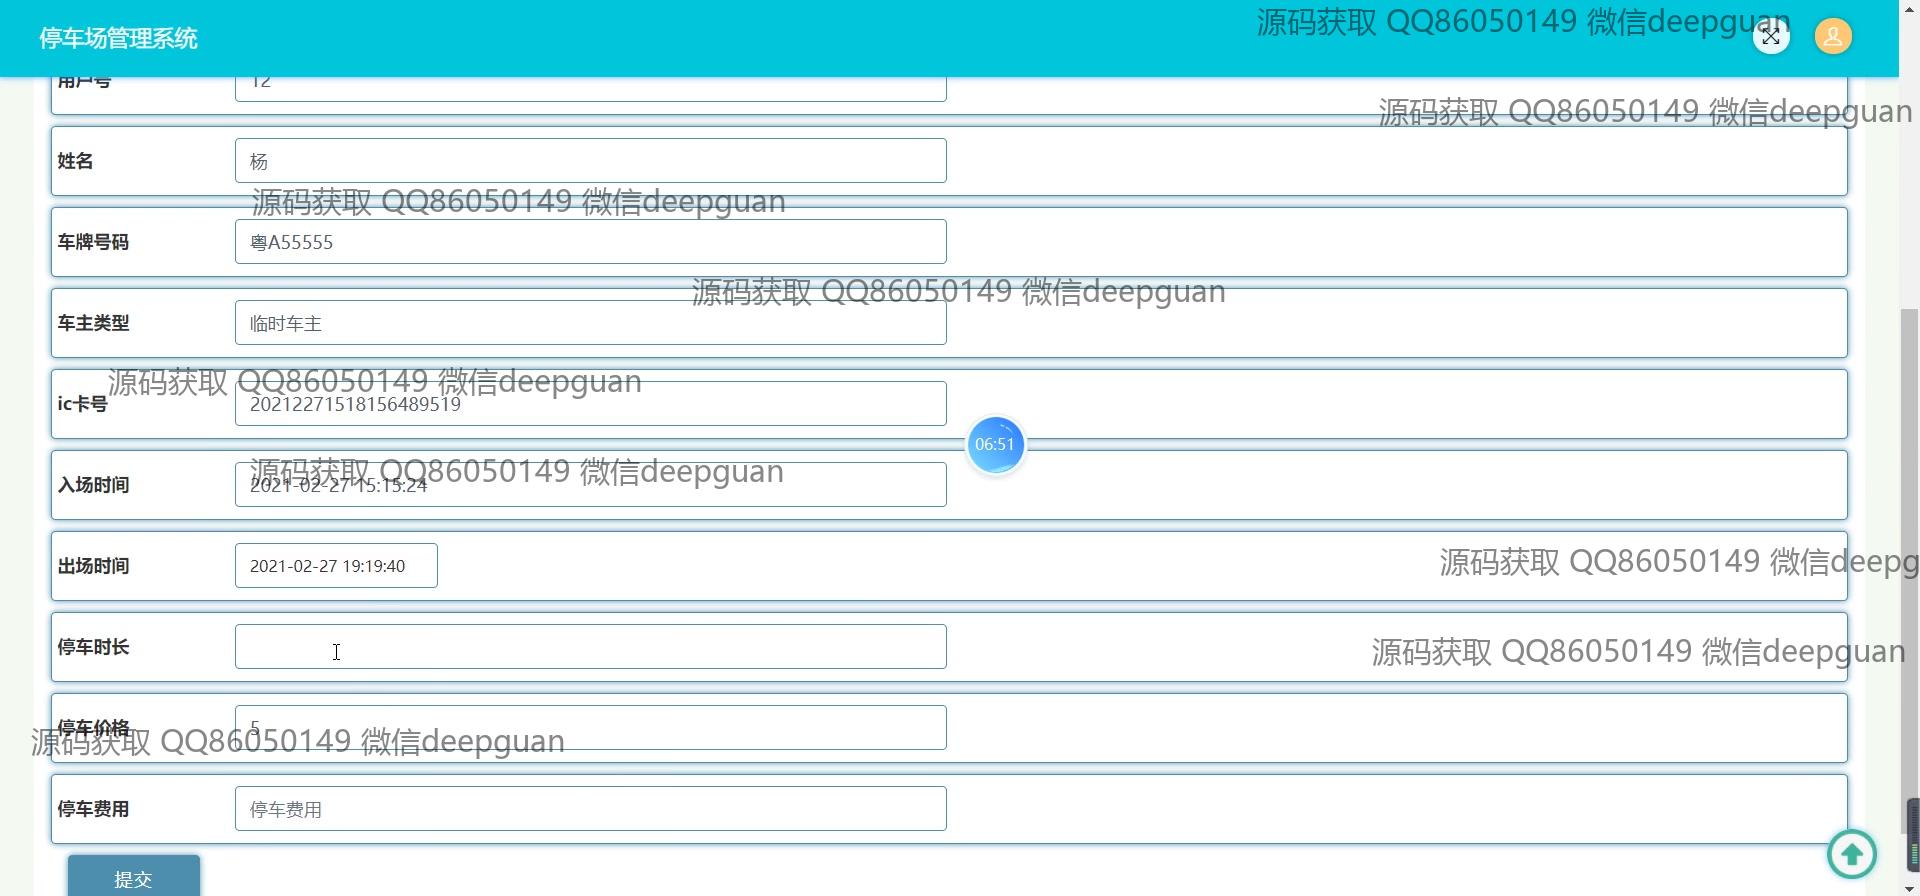 停车场管理系统
源码获取 QQ86050149 微信deepguan
用户号 12
源码获取 QQ86050149 微信deepguan
姓名 杨
源码获取 QQ86050149 微信deepguan
车牌号码 粤A55555
源码获取 QQ86050149 微信deepguan
车主类型 临时车主
源码获取 QQ86050149 微信deepguan
ic卡号 20212271518156489519
06:51
源码获取 QQ86050149 微信deepguan
入场时间 2021-02-27 15:15:24
源码获取 QQ86050149 微信deepg
出场时间 2021-02-27 19:19:40
停车时长
源码获取 QQ86050149 微信deepguan
停车价格 5
源码获取 QQ86050149 微信deepguan
停车费用 停车费用
提交